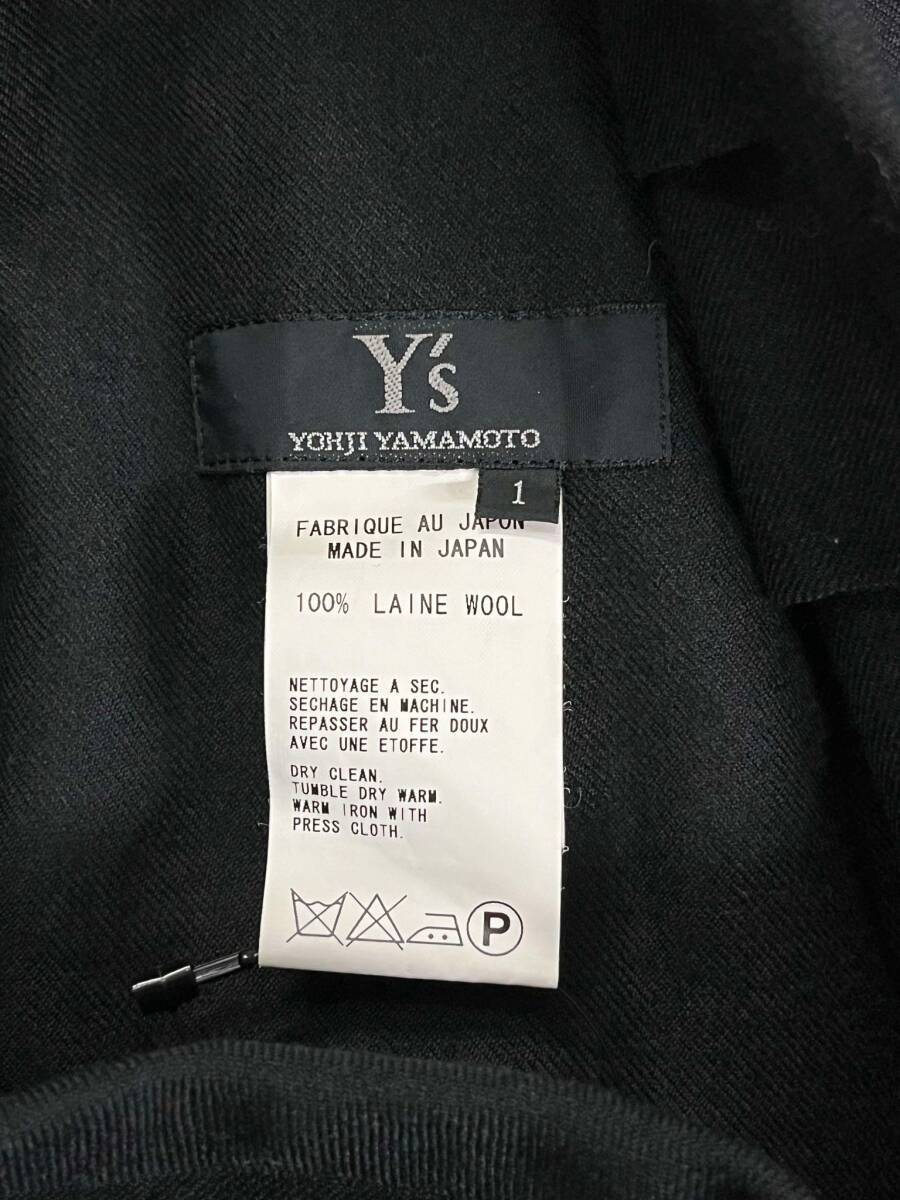 Y's
YOHJI YAMAMOTO
1
FABRIQUE AU JAPON
MADE IN JAPAN
100% LAINE WOOL
NETTOYAGE A SEC.
SECHAGE EN MACHINE.
REPASSER AU FER DOUX
AVEC UNE ETOFFE.
DRY CLEAN.
TUMBLE DRY WARM.
WARM IRON WITH
PRESS CLOTH.
P